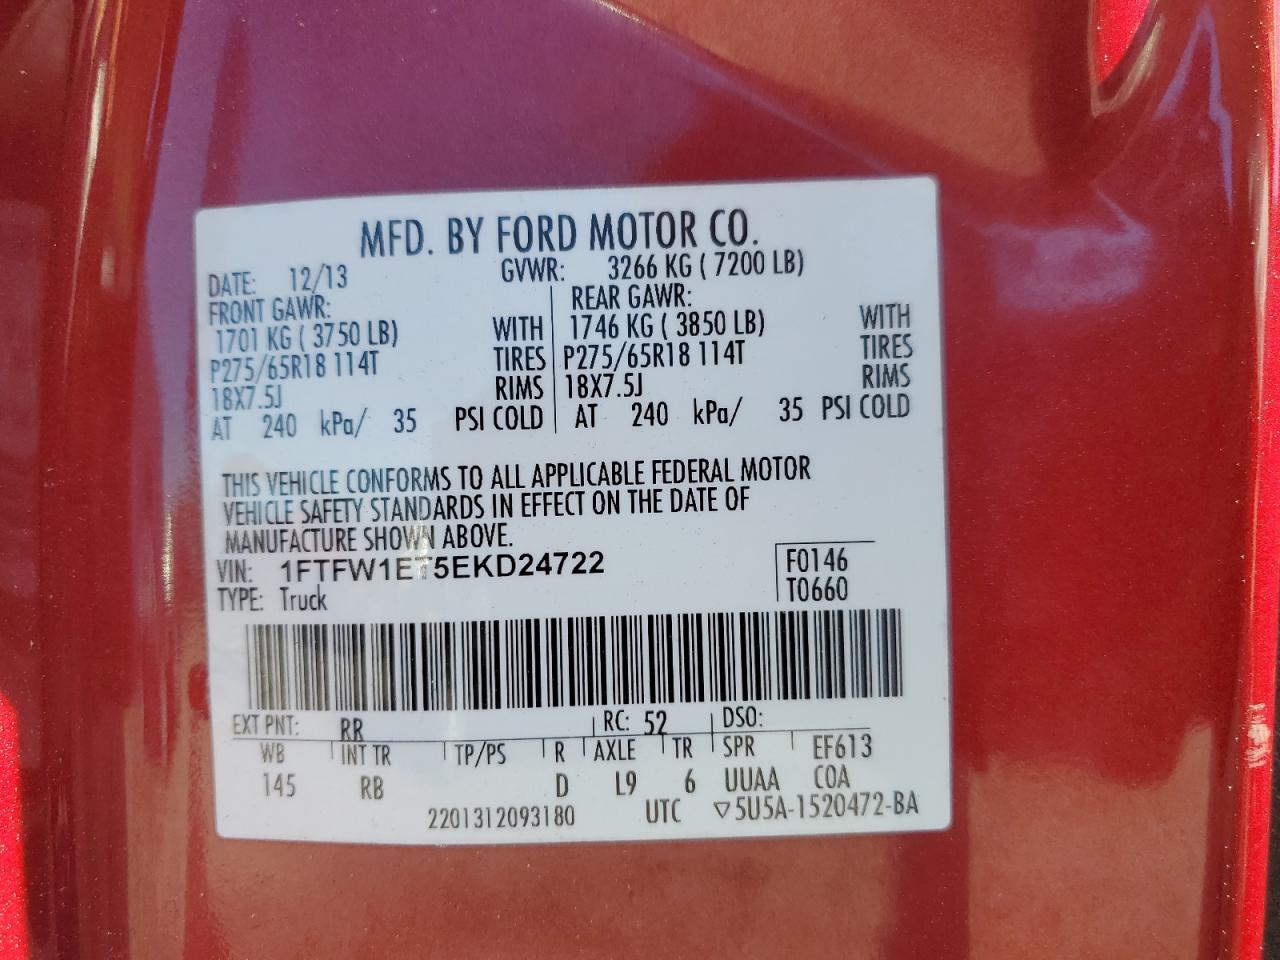 MFD. BY FORD MOTOR CO.
DATE: 12/13 GVWR: 3266 KG ( 7200 LB)
FRONT GAWR: REAR GAWR:
1701 KG ( 3750 LB) WITH 1746 KG ( 3850 LB) WITH
P275/65R18 114T TIRES P275/65R18 114T TIRES
18X7.5J RIMS 18X7.5J RIMS
AT 240 kPa/ 35 PSI COLD AT 240 kPa/ 35 PSI COLD
THIS VEHICLE CONFORMS TO ALL APPLICABLE FEDERAL MOTOR
VEHICLE SAFETY STANDARDS IN EFFECT ON THE DATE OF
MANUFACTURE SHOWN ABOVE.
VIN: 1FTFW1ET5EKD24722 F0146
TYPE: Truck T0660
EXT PNT: RR RC: 52 DSO:
WB INT TR TP/PS R AXLE TR SPR EF613
145 RB D L9 6 UUAA COA
2201312093180 UTC ▽5U5A-1520472-BA